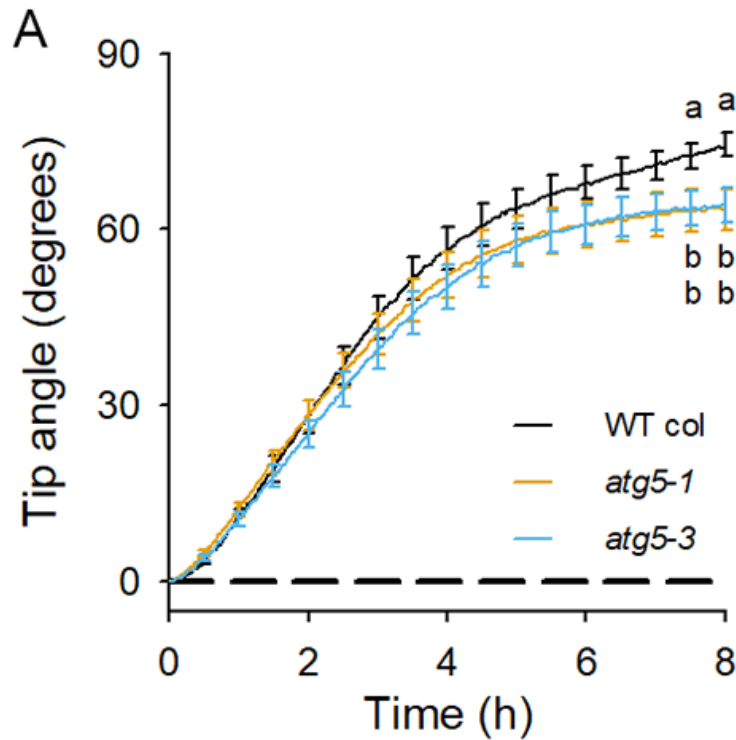 A
90
60
30
0
Tip angle (degrees)
a a
b b
b b
WT col
atg5-1
atg5-3
0 2 4 6 8
Time (h)